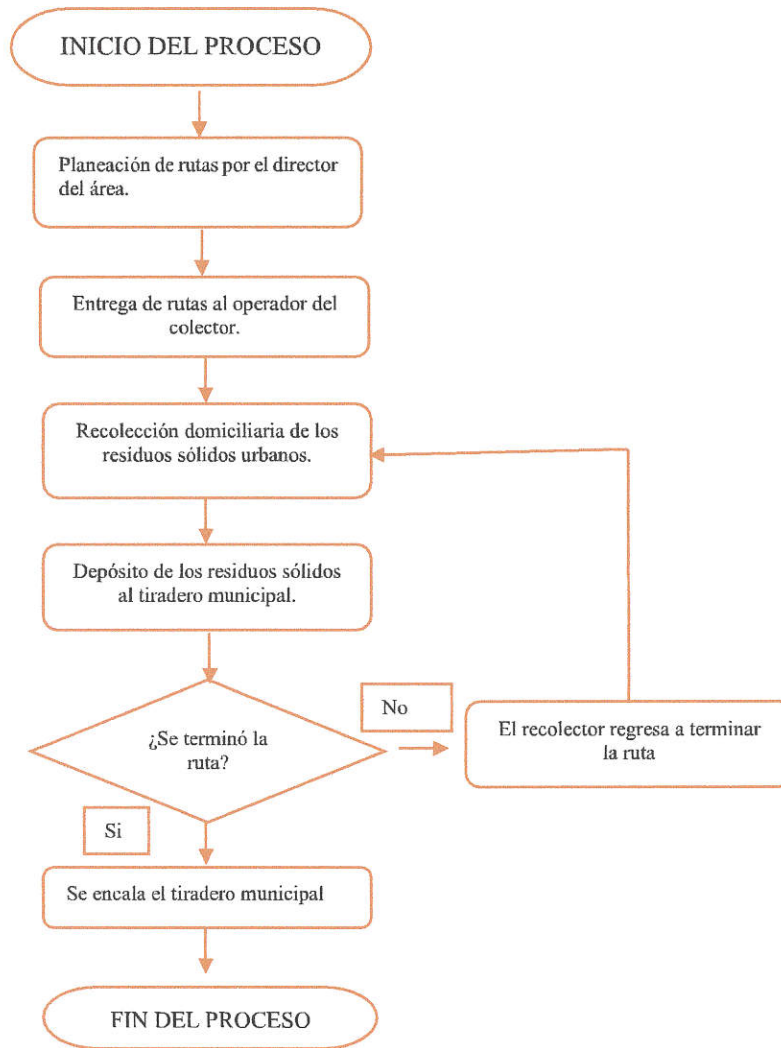 INICIO DEL PROCESO
Planeación de rutas por el director
del área.
Entrega de rutas al operador del
colector.
Recolección domiciliaria de los
residuos sólidos urbanos.
Depósito de los residuos sólidos
al tiradero municipal.
¿Se terminó la
ruta?
No
El recolector regresa a terminar
la ruta
Si
Se encala el tiradero municipal
FIN DEL PROCESO